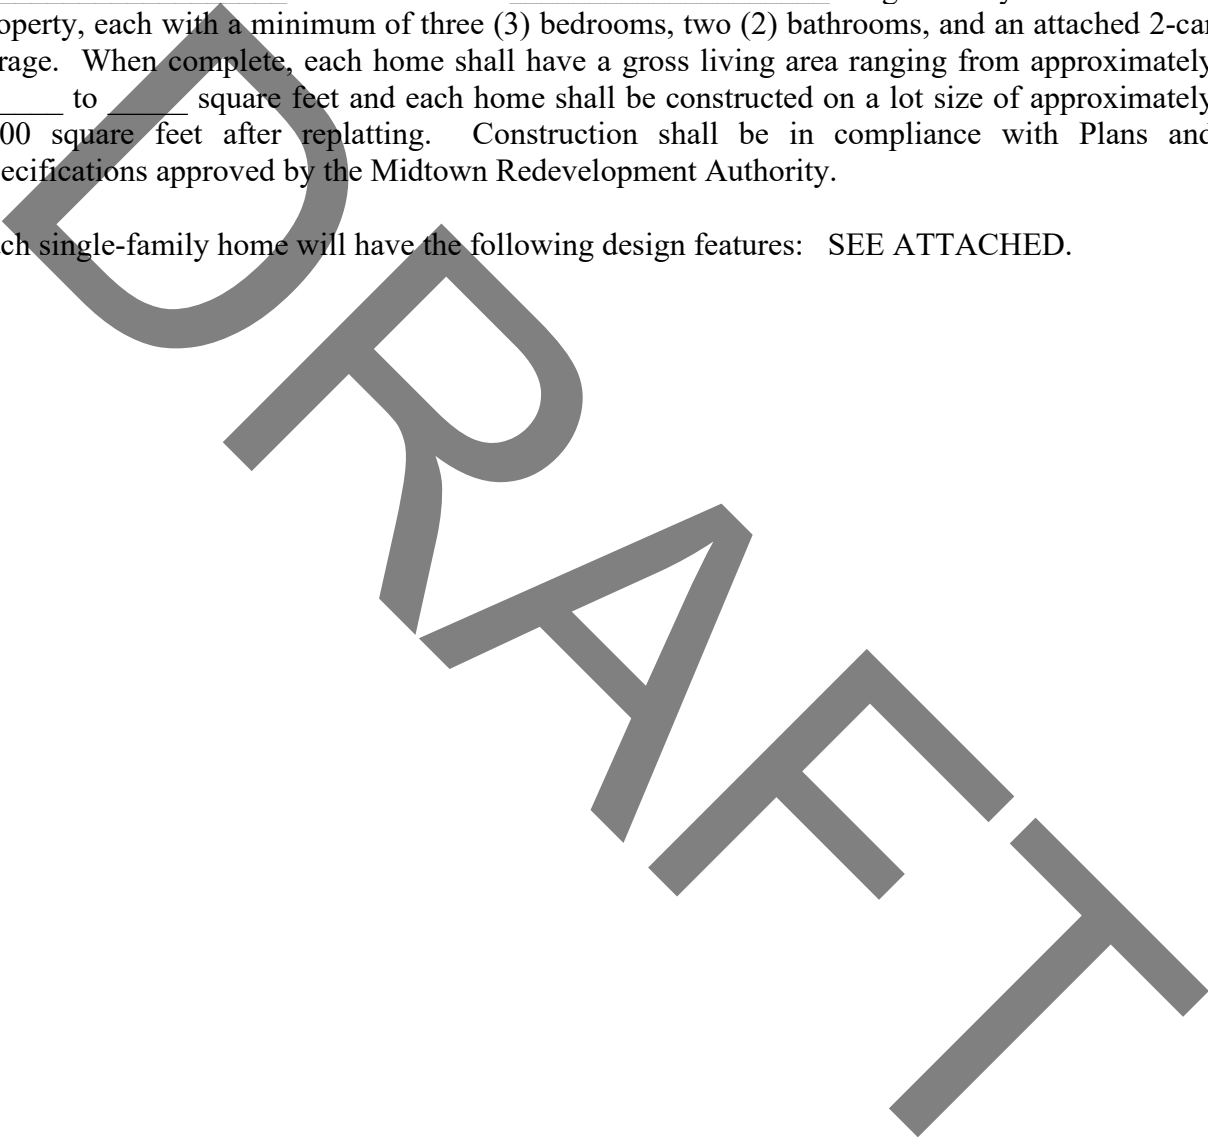 operty, each with a minimum of three (3) bedrooms, two (2) bathrooms, and an attached 2-car
rage. When complete, each home shall have a gross living area ranging from approximately
_____ to _____ square feet and each home shall be constructed on a lot size of approximately
00 square feet after replatting. Construction shall be in compliance with Plans and
ecifications approved by the Midtown Redevelopment Authority.
ch single-family home will have the following design features: SEE ATTACHED.
DRAFT